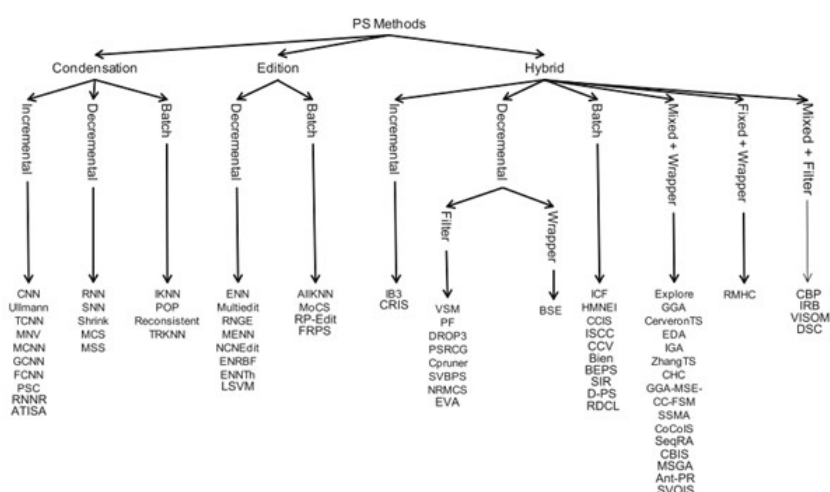 PS Methods
Condensation
Edition
Hybrid
Incremental
Decremental
Batch
Decremental
Batch
Incremental
Decremental
Batch
Mixed + Wrapper
Fixed + Wrapper
Mixed + Filter
Filter
Wrapper
CNN
Ullmann
TCNN
MNV
MCNN
GCNN
FCNN
PSC
RNNR
ATISA
RNN
SNN
Shrink
MCS
MSS
IKNN
POP
Reconsistent
TRKNN
ENN
Multiedit
RNGE
MENN
NCNEdit
ENRBF
ENNTh
LSVM
AllKNN
MoCS
RP-Edit
FRPS
IB3
CRIS
VSM
PF
DROP3
PSRCG
Cpruner
SVBPS
NRMCS
EVA
BSE
ICF
HMNEI
CCIS
ISCC
CCV
Bien
BEPS
SIR
D-PS
RDCL
Explore
GGA
CerveronTS
EDA
IGA
ZhangTS
CHC
GGA-MSE-
CC-FSM
SSMA
CoCoIS
SeqRA
CBIS
MSGA
Ant-PR
SVOIS
RMHC
CBP
IRB
VISOM
DSC